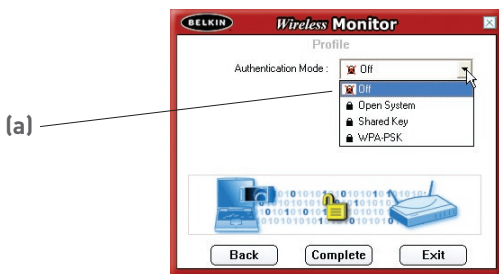 BELKIN Wireless Monitor
Profile
Authentication Mode : Off
(a)
Off
Open System
Shared Key
WPA-PSK
Back Complete Exit